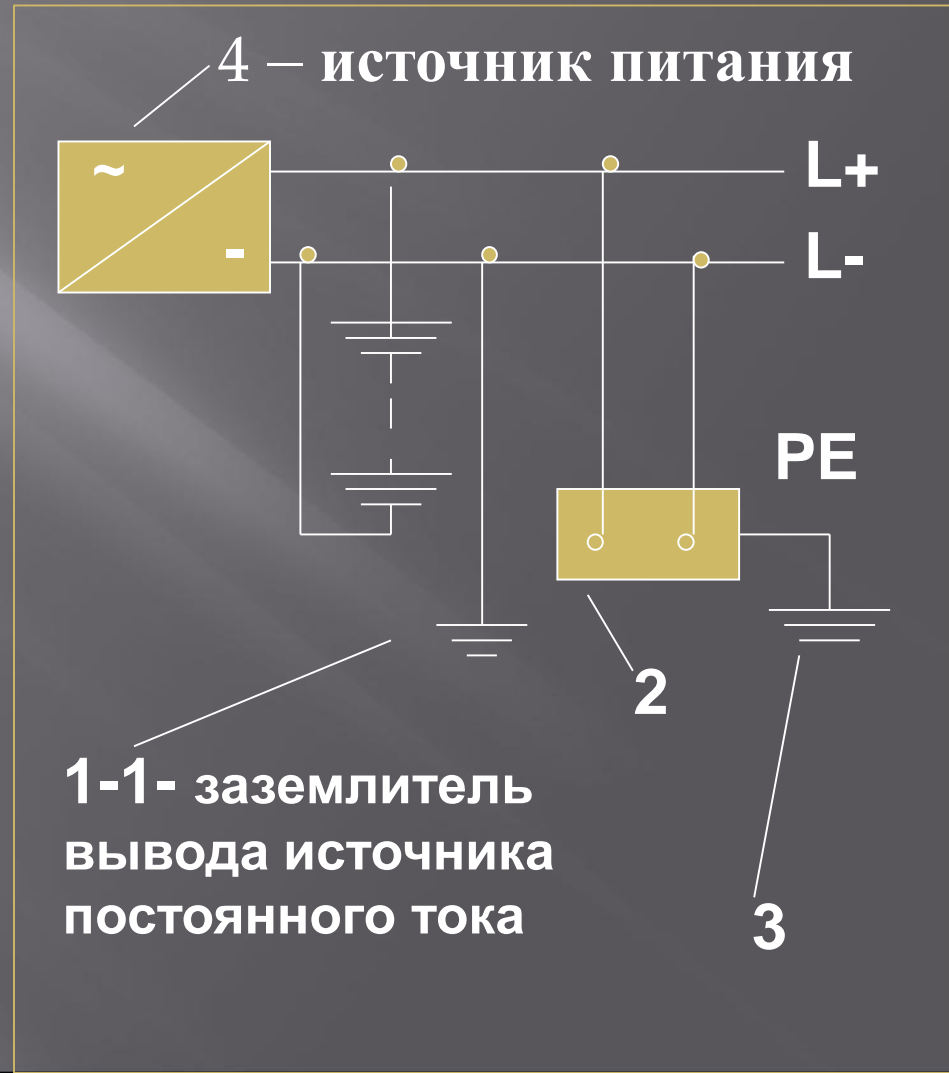 4 – источник питания
~
L+
-
L-
PE
2
1-1- заземлитель
вывода источника
постоянного тока
3